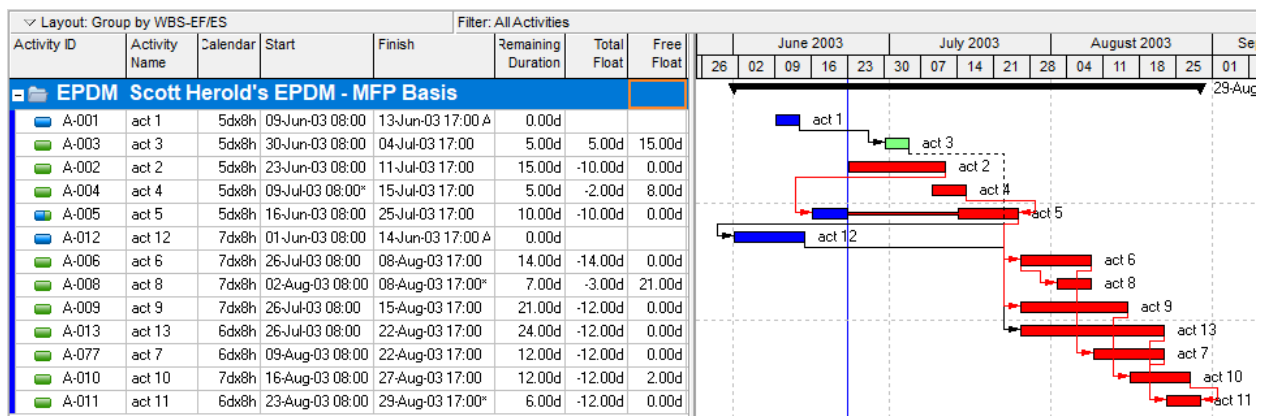 Layout: Group by WBS-EF/ES Filter: All Activities
Activity ID Activity Name Calendar Start Finish Remaining Duration Total Float Free Float
June 2003 July 2003 August 2003 Se
26 02 09 16 23 30 07 14 21 28 04 11 18 25 01
EPDM Scott Herold's EPDM - MFP Basis 29-Aug
A-001 act 1 5dx8h 09-Jun-03 08:00 13-Jun-03 17:00 A 0.00d act 1
A-003 act 3 5dx8h 30-Jun-03 08:00 04-Jul-03 17:00 5.00d 5.00d 15.00d act 3
A-002 act 2 5dx8h 23-Jun-03 08:00 11-Jul-03 17:00 15.00d -10.00d 0.00d act 2
A-004 act 4 5dx8h 09-Jul-03 08:00* 15-Jul-03 17:00 5.00d -2.00d 8.00d act 4
A-005 act 5 5dx8h 16-Jun-03 08:00 25-Jul-03 17:00 10.00d -10.00d 0.00d act 5
A-012 act 12 7dx8h 01-Jun-03 08:00 14-Jun-03 17:00 A 0.00d act 12
A-006 act 6 7dx8h 26-Jul-03 08:00 08-Aug-03 17:00 14.00d -14.00d 0.00d act 6
A-008 act 8 7dx8h 02-Aug-03 08:00 08-Aug-03 17:00* 7.00d -3.00d 21.00d act 8
A-009 act 9 7dx8h 26-Jul-03 08:00 15-Aug-03 17:00 21.00d -12.00d 0.00d act 9
A-013 act 13 6dx8h 26-Jul-03 08:00 22-Aug-03 17:00 24.00d -12.00d 0.00d act 13
A-077 act 7 6dx8h 09-Aug-03 08:00 22-Aug-03 17:00 12.00d -12.00d 0.00d act 7
A-010 act 10 7dx8h 16-Aug-03 08:00 27-Aug-03 17:00 12.00d -12.00d 2.00d act 10
A-011 act 11 6dx8h 23-Aug-03 08:00 29-Aug-03 17:00* 6.00d -12.00d 0.00d act 11